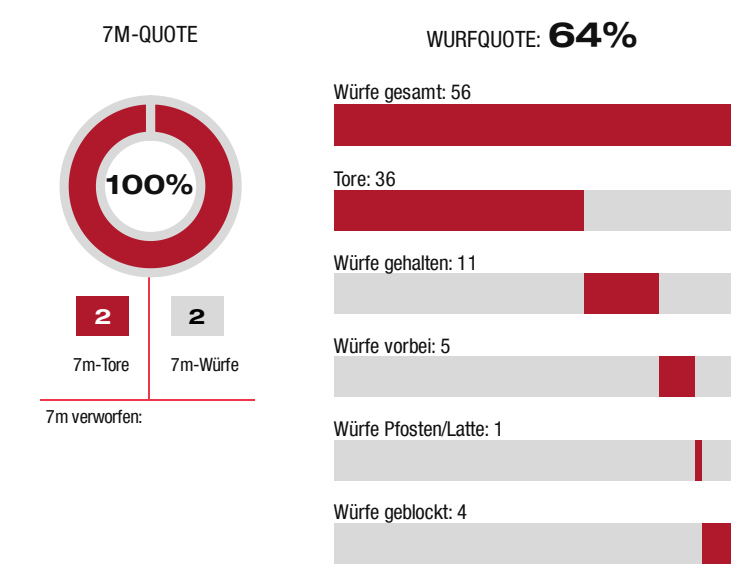 7M-QUOTE
100%
2 2
7m-Tore 7m-Würfe
7m verworfen:
WURFQUOTE: 64%
Würfe gesamt: 56
Tore: 36
Würfe gehalten: 11
Würfe vorbei: 5
Würfe Pfosten/Latte: 1
Würfe geblockt: 4